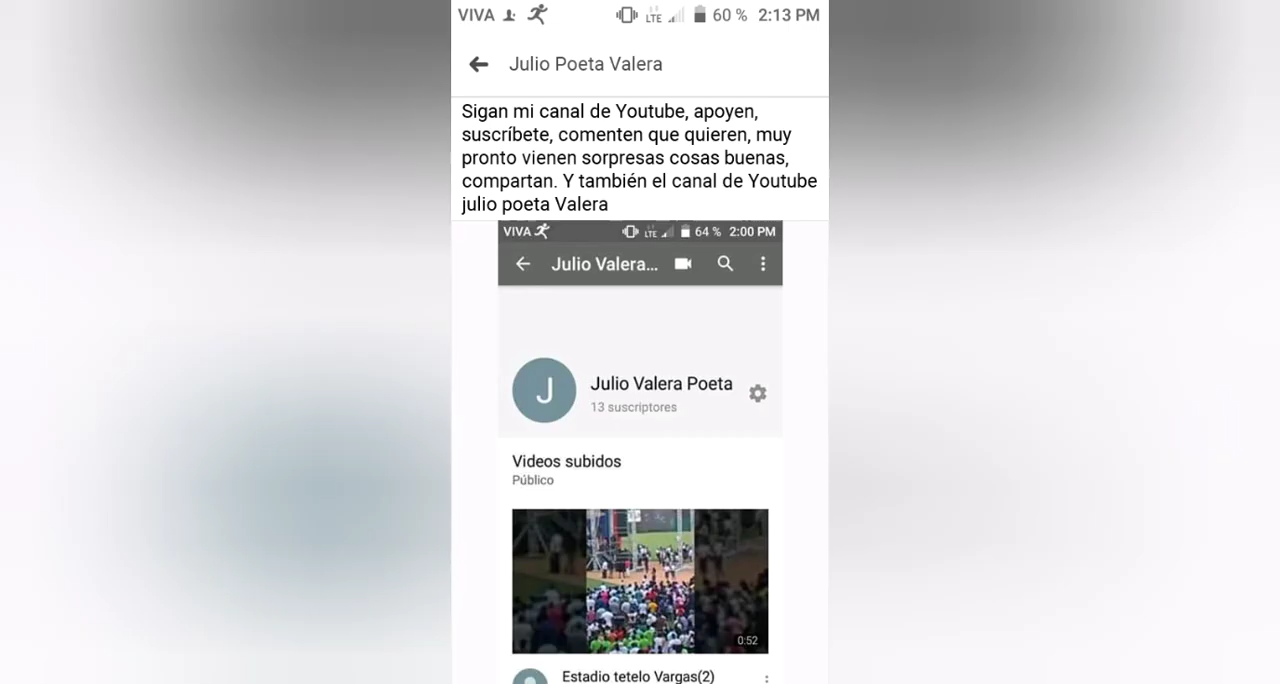 VIVA LTE 60 % 2:13 PM
Julio Poeta Valera
Sigan mi canal de Youtube, apoyen,
suscríbete, comenten que quieren, muy
pronto vienen sorpresas cosas buenas,
compartan. Y también el canal de Youtube
julio poeta Valera
VIVA LTE 64 % 2:00 PM
Julio Valera...
J
Julio Valera Poeta
13 suscriptores
Videos subidos
Público
0:52
Estadio tetelo Vargas(2)